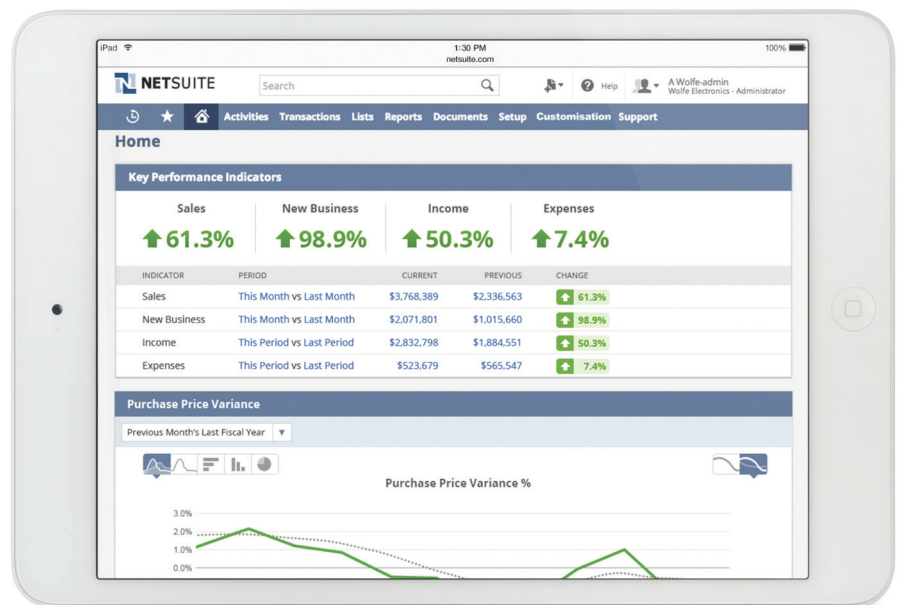 iPad
1:30 PM
100%
netsuite.com
NETSUITE
Search
Help
A Wolfe-admin
Wolfe Electronics - Administrator
Activities Transactions Lists Reports Documents Setup Customisation Support
Home
Key Performance Indicators
Sales New Business Income Expenses
61.3% 98.9% 50.3% 7.4%
INDICATOR PERIOD CURRENT PREVIOUS CHANGE
Sales This Month vs Last Month $3,768,389 $2,336,563 61.3%
New Business This Month vs Last Month $2,071,801 $1,015,660 98.9%
Income This Period vs Last Period $2,832,798 $1,884,551 50.3%
Expenses This Period vs Last Period $523,679 $565,547 7.4%
Purchase Price Variance
Previous Month's Last Fiscal Year
Purchase Price Variance %
3.0%
2.0%
1.0%
0.0%